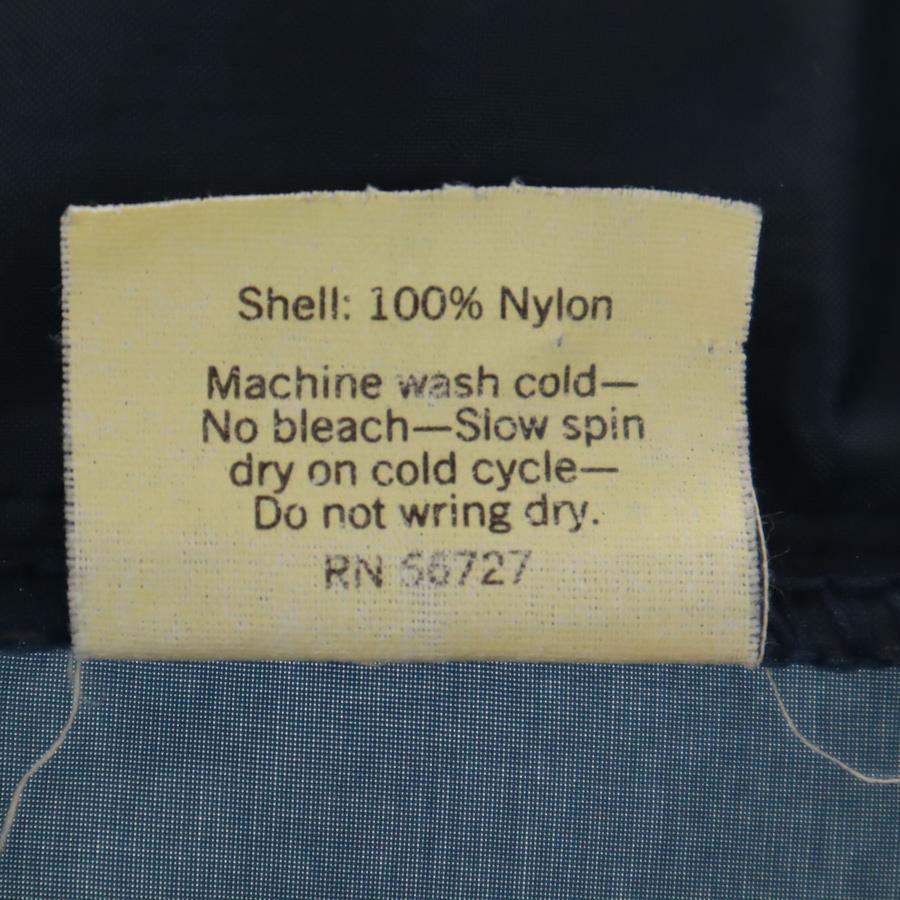 Shell: 100% Nylon
Machine wash cold—
No bleach—Slow spin
dry on cold cycle—
Do not wring dry.
RN 56727